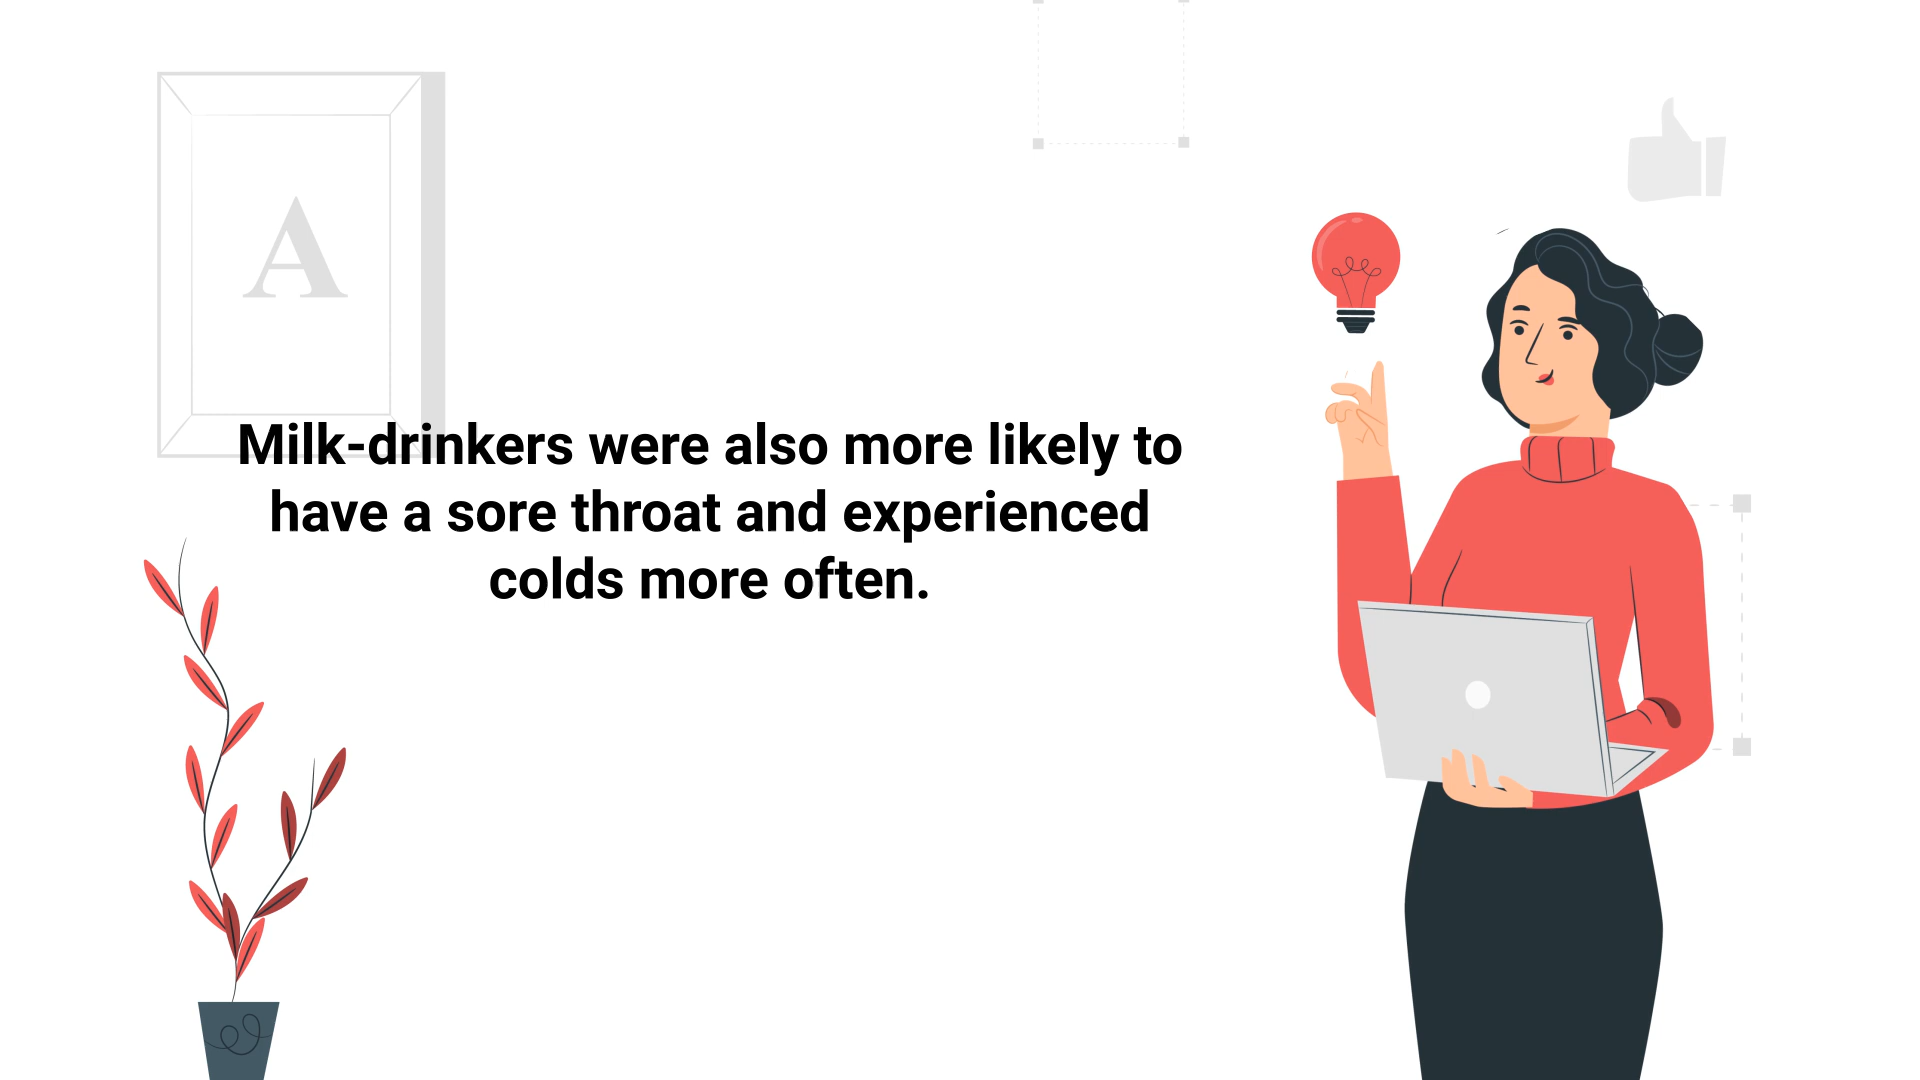 A
Milk-drinkers were also more likely to
have a sore throat and experienced
colds more often.